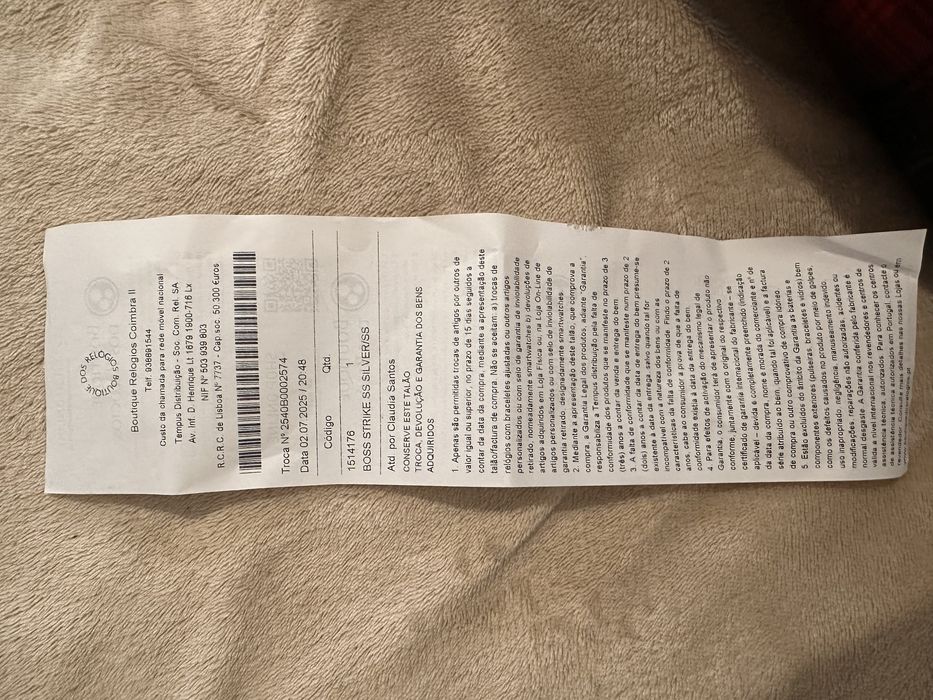 BOUTIQUE DOS RELÓGIOS
Boutique Relogios Coimbra II
Telf. 939891544
Custo da chamada para rede móvel nacional
Tempus Distribuição - Soc. Com. Rel. SA
Av. Inf. D. Henrique Lt 1679 1900-716 Lx
NIF Nº 503 939 803
R.C.R. de Lisboa Nº 7737 - Cap.soc. 50 300 €uros
Troca Nº 2540B0002574
Data 02.07.2025 / 20:48
Código Qtd
1514176 1
BOSS STRIKE SS SILVER/SS
Atd. por Claudia Santos
CONSERVE ESTE TALÃO
TROCA, DEVOLUÇÃO E GARANTIA DOS BENS
ADQUIRIDOS
1. Apenas são permitidas trocas de artigos por outros de
valor igual ou superior, no prazo de 15 dias seguidos a
contar da data da compra, mediante a apresentação deste
talão/factura de compra. Não se aceitam: a) trocas de
relógios com braceletes ajustadas ou outros artigos
personalizados ou com selo de garantia de inviolabilidade
retirado, nomeadamente smartwatches b) devoluções de
artigos adquiridos em Loja Física ou, na Loja On-Line de
artigos personalizados ou com selo de inviolabilidade de
garantia retirado, designadamente smartwatches.
2. Mediante a apresentação deste talão, que comprova a
compra, a Garantia Legal dos produtos, adiante "Garantia",
responsabiliza a Tempus Distribuição pela falta de
conformidade dos produtos que se manifeste no prazo de 3
(três) anos a contar da data de entrega do bem
3. A falta de conformidade que se manifeste num prazo de 2
(dois) anos a contar da data de entrega do bem presume-se
existente à data da entrega, salvo quando tal for
incompatível com a natureza dos bens ou com as
características da falta de conformidade. Findo o prazo de 2
anos, cabe ao consumidor a prova de que a falta de
conformidade existia à data da entrega do bem
4. Para efeitos de activação do mecanismo legal de
Garantia, o consumidor terá de apresentar o produto não
conforme, juntamente com o original do respectivo
certificado de garantia internacional do fabricante - se
aplicável - devidamente preenchido (indicação
da data da compra, nome e morada do comerciante e nº de
série atribuído ao bem, quando tal for aplicável) e a factura
de compra ou outro comprovativo de compra idóneo
5. Estão excluídos do âmbito da Garantia as baterias e
componentes exteriores (pulseiras, braceletes e vidros) bem
como os defeitos causados no produto por meio de golpes,
uso impróprio, negligência, manuseamento indevido,
modificações, reparações não autorizadas, acidentes ou
normal desgaste. A Garantia conferida pelo fabricante é
válida a nível internacional nos revendedores e centros de
assistência técnica autorizados. Para conhecer os centros
de assistência técnica autorizados em Portugal, contacte o